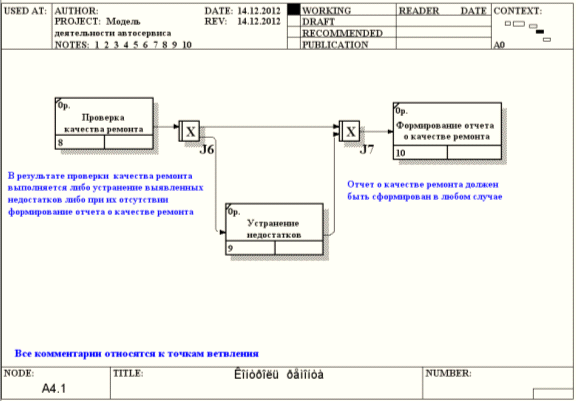 USED AT: AUTHOR: DATE: 14.12.2012 WORKING READER DATE CONTEXT:
PROJECT: Модель REV: 14.12.2012 DRAFT
деятельности автосервиса RECOMMENDED
NOTES: 1 2 3 4 5 6 7 8 9 10 PUBLICATION A0
0р.
Проверка
качества ремонта
8
X
J6
X
J7
0р.
Формирование отчета
о качестве ремонта
10
В результате проверки качества ремонта
выполняется либо устранение выявленных
недостатков либо при их отсутствии
формирование отчета о качестве ремонта
Отчет о качестве ремонта должен
быть сформирован в любом случае
0р.
Устранение
недостатков
9
Все комментарии относятся к точкам ветвления
NODE: TITLE: Êîíòðîëü ðåìîíòà NUMBER:
A4.1